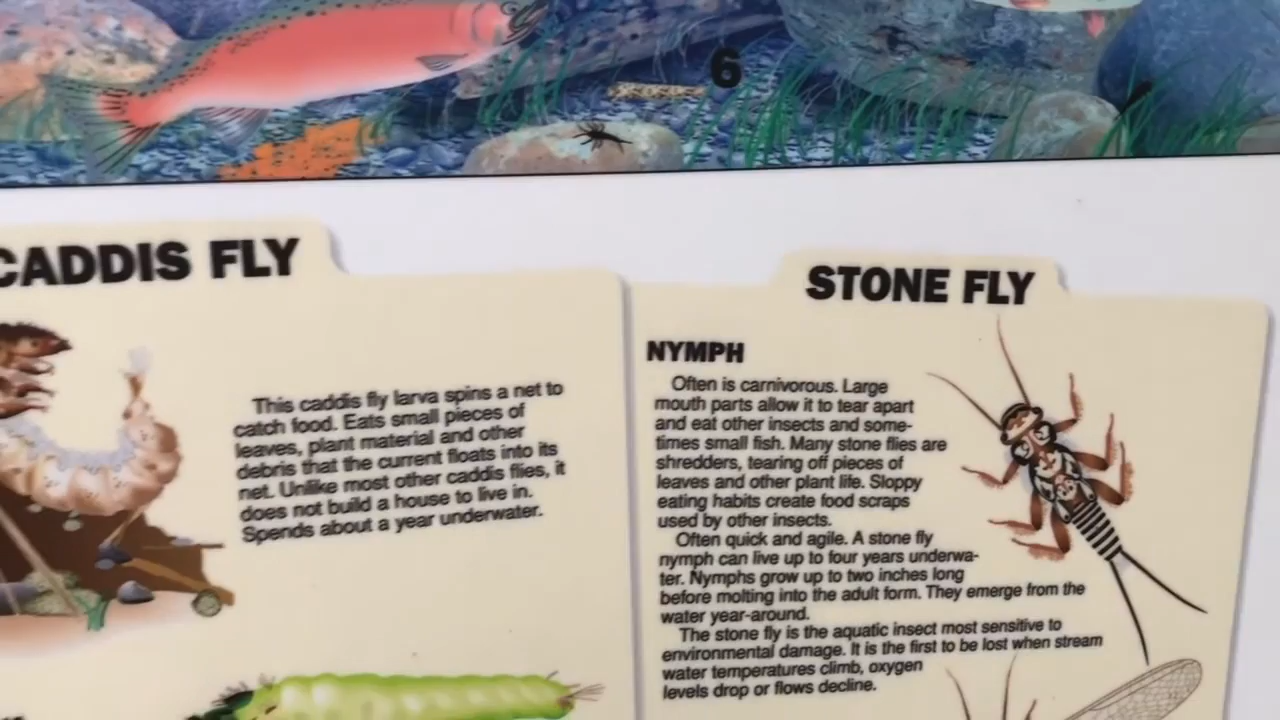 6
CADDIS FLY
This caddis fly larva spins a net to
catch food. Eats small pieces of
leaves, plant material and other
debris that the current floats into its
net. Unlike most other caddis flies, it
does not build a house to live in.
Spends about a year underwater.
STONE FLY
NYMPH
Often is carnivorous. Large
mouth parts allow it to tear apart
and eat other insects and some-
times small fish. Many stone flies are
shredders, tearing off pieces of
leaves and other plant life. Sloppy
eating habits create food scraps
used by other insects.
Often quick and agile. A stone fly
nymph can live up to four years underwa-
ter. Nymphs grow up to two inches long
before molting into the adult form. They emerge from the
water year-around.
The stone fly is the aquatic insect most sensitive to
environmental damage. It is the first to be lost when stream
water temperatures climb, oxygen
levels drop or flows decline.